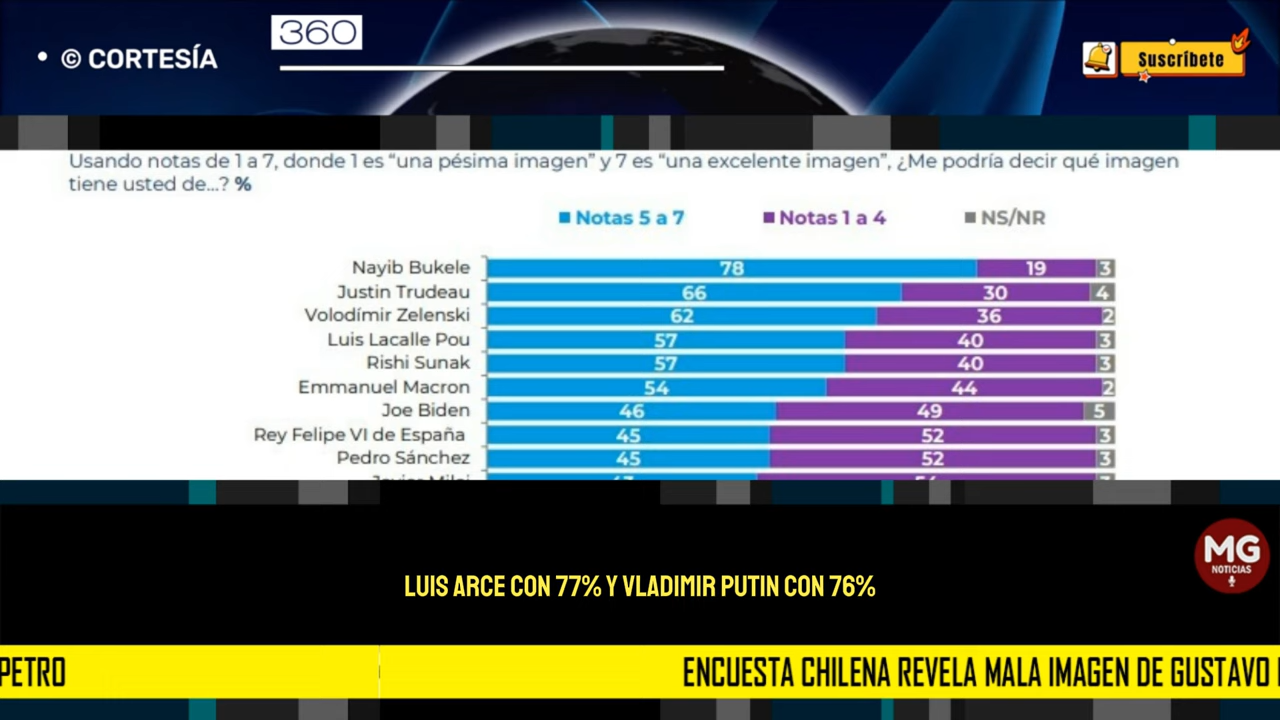 360
• © CORTESÍA
Suscríbete
Usando notas de 1 a 7, donde 1 es “una pésima imagen” y 7 es “una excelente imagen”, ¿Me podría decir qué imagen
tiene usted de...? %
Notas 5 a 7 Notas 1 a 4 NS/NR
Nayib Bukele 78 19 3
Justin Trudeau 66 30 4
Volodímir Zelenski 62 36 2
Luis Lacalle Pou 57 40 3
Rishi Sunak 57 40 3
Emmanuel Macron 54 44 2
Joe Biden 46 49 5
Rey Felipe VI de España 45 52 3
Pedro Sánchez 45 52 3
MG
NOTICIAS
LUIS ARCE CON 77% Y VLADIMIR PUTIN CON 76%
PETRO ENCUESTA CHILENA REVELA MALA IMAGEN DE GUSTAVO